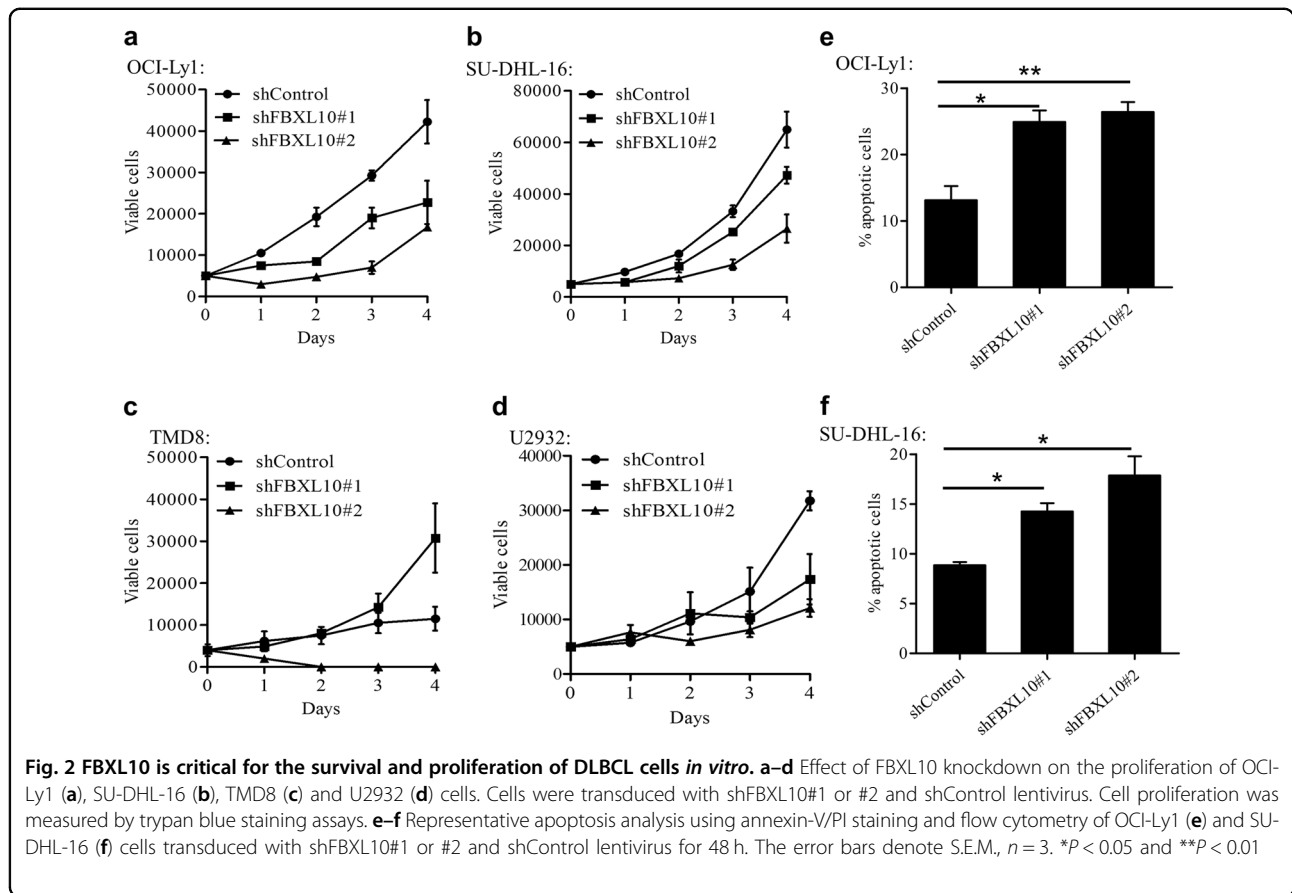 a
OCI-Ly1:
shControl
shFBXL10#1
shFBXL10#2
Viable cells
50000
40000
30000
20000
10000
0
0 1 2 3 4
Days
b
SU-DHL-16:
shControl
shFBXL10#1
shFBXL10#2
Viable cells
80000
60000
40000
20000
0
0 1 2 3 4
Days
e
OCI-Ly1:
**
*
% apoptotic cells
30
20
10
0
shControl
shFBXL10#1
shFBXL10#2
c
TMD8:
shControl
shFBXL10#1
shFBXL10#2
Viable cells
50000
40000
30000
20000
10000
0
0 1 2 3 4
Days
d
U2932:
shControl
shFBXL10#1
shFBXL10#2
Viable cells
40000
30000
20000
10000
0
0 1 2 3 4
Days
f
SU-DHL-16:
*
*
% apoptotic cells
20
15
10
5
0
shControl
shFBXL10#1
shFBXL10#2
Fig. 2 FBXL10 is critical for the survival and proliferation of DLBCL cells in vitro. a–d Effect of FBXL10 knockdown on the proliferation of OCI-
Ly1 (a), SU-DHL-16 (b), TMD8 (c) and U2932 (d) cells. Cells were transduced with shFBXL10#1 or #2 and shControl lentivirus. Cell proliferation was
measured by trypan blue staining assays. e–f Representative apoptosis analysis using annexin-V/PI staining and flow cytometry of OCI-Ly1 (e) and SU-
DHL-16 (f) cells transduced with shFBXL10#1 or #2 and shControl lentivirus for 48 h. The error bars denote S.E.M., n = 3. *P < 0.05 and **P < 0.01